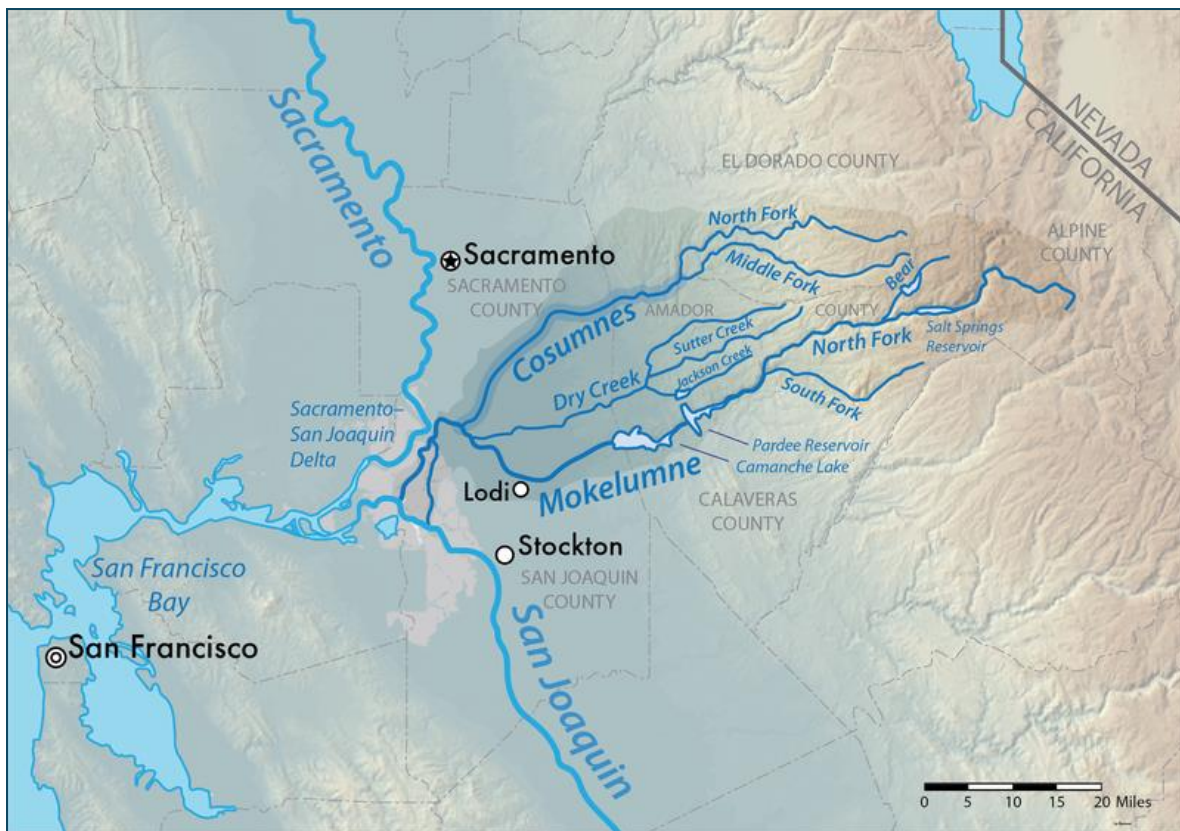 NEVADA
CALIFORNIA
EL DORADO COUNTY
ALPINE
COUNTY
Sacramento
Sacramento
SACRAMENTO
COUNTY
North Fork
Middle Fork
Bear
Cosumnes
AMADOR
COUNTY
Sutter Creek
Dry Creek
Jackson Creek
North Fork
Salt Springs
Reservoir
South Fork
Sacramento–
San Joaquin
Delta
Pardee Reservoir
Camanche Lake
Lodi
Mokelumne
CALAVERAS
COUNTY
Stockton
SAN JOAQUIN
COUNTY
San Francisco
Bay
San Francisco
San Joaquin
0 5 10 15 20 Miles